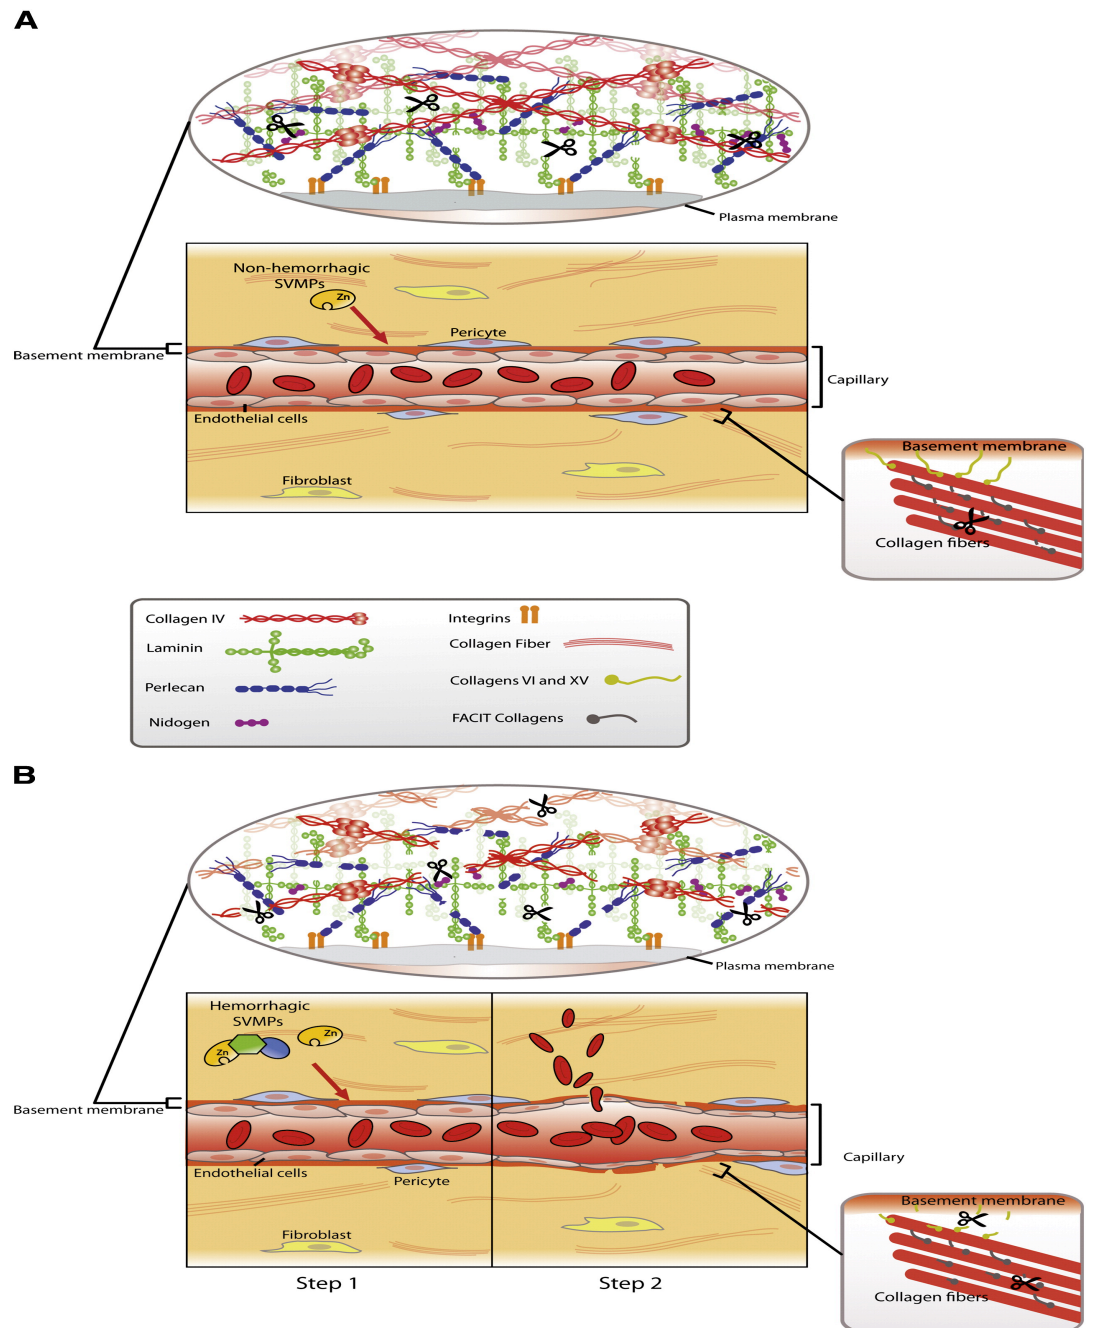 A
Plasma membrane
Non-hemorrhagic
SVMPs
Zn
Pericyte
Basement membrane
Capillary
Endothelial cells
Basement membrane
Fibroblast
Collagen fibers
Collagen IV
Integrins
Laminin
Collagen Fiber
Perlecan
Collagens VI and XV
Nidogen
FACIT Collagens
B
Plasma membrane
Hemorrhagic
SVMPs
Zn
Zn
Basement membrane
Capillary
Endothelial cells
Pericyte
Basement membrane
Fibroblast
Collagen fibers
Step 1
Step 2